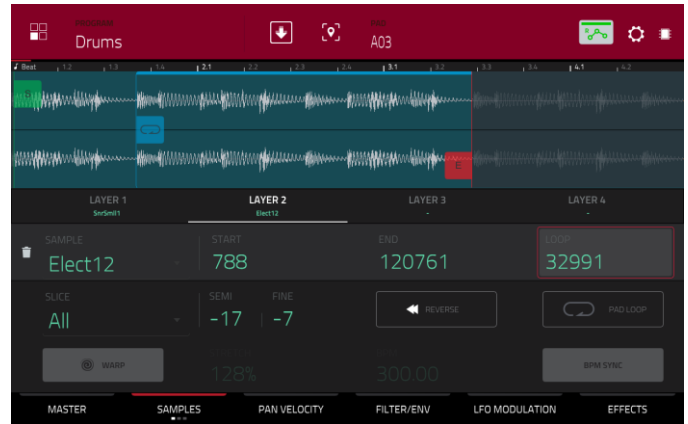 PROGRAM
Drums
PAD
A03
Beat 1.2 1.3 1.4 2.1 2.2 2.3 2.4 3.1 3.2 3.3 3.4 4.1 4.2
S
E
LAYER 1 LAYER 2 LAYER 3 LAYER 4
SnrSmll1 Elect12 - -
SAMPLE START END LOOP
Elect12 788 120761 32991
SLICE SEMI FINE
All -17 -7 REVERSE PAD LOOP
WARP 128% 300.00 BPM SYNC
MASTER SAMPLES PAN VELOCITY FILTER/ENV LFO MODULATION EFFECTS